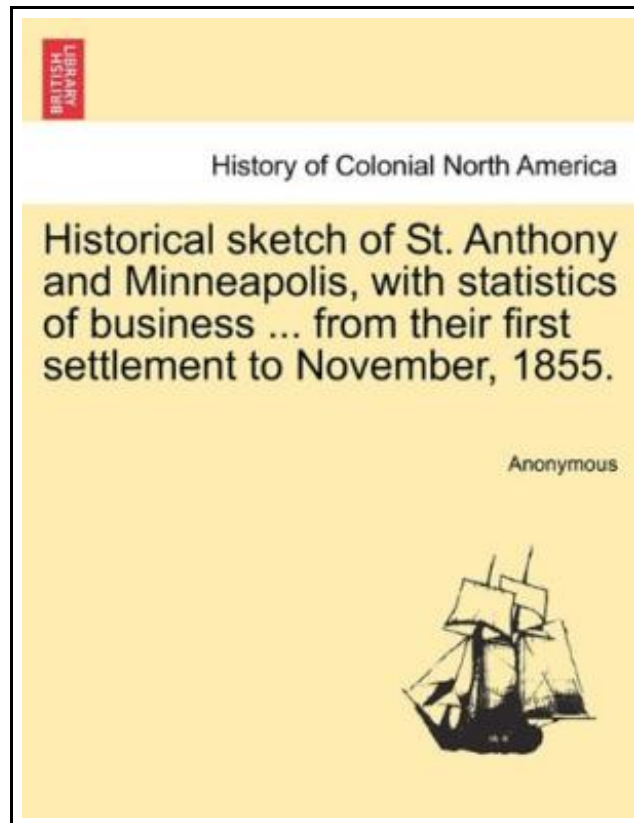 BRITISH
LIBRARY
History of Colonial North America
Historical sketch of St. Anthony
and Minneapolis, with statistics
of business ... from their first
settlement to November, 1855.
Anonymous